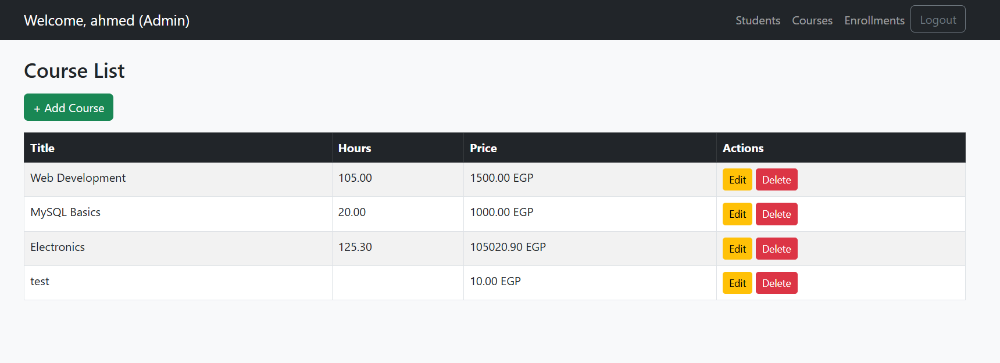 Welcome, ahmed (Admin) Students Courses Enrollments Logout
Course List
+ Add Course
Title Hours Price Actions
Web Development 105.00 1500.00 EGP Edit Delete
MySQL Basics 20.00 1000.00 EGP Edit Delete
Electronics 125.30 105020.90 EGP Edit Delete
test 10.00 EGP Edit Delete